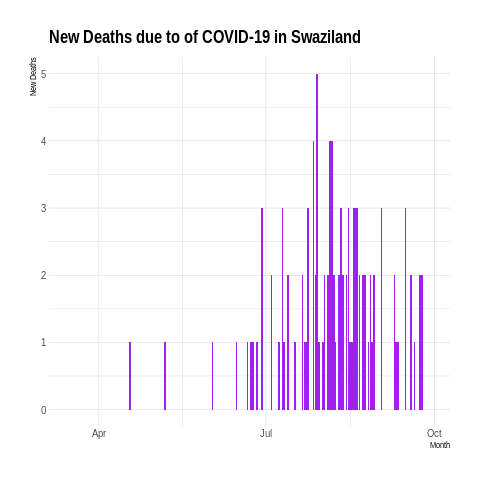 New Deaths due to of COVID-19 in Swaziland
New Deaths
5
4
3
2
1
0
Apr
Jul
Oct
Month